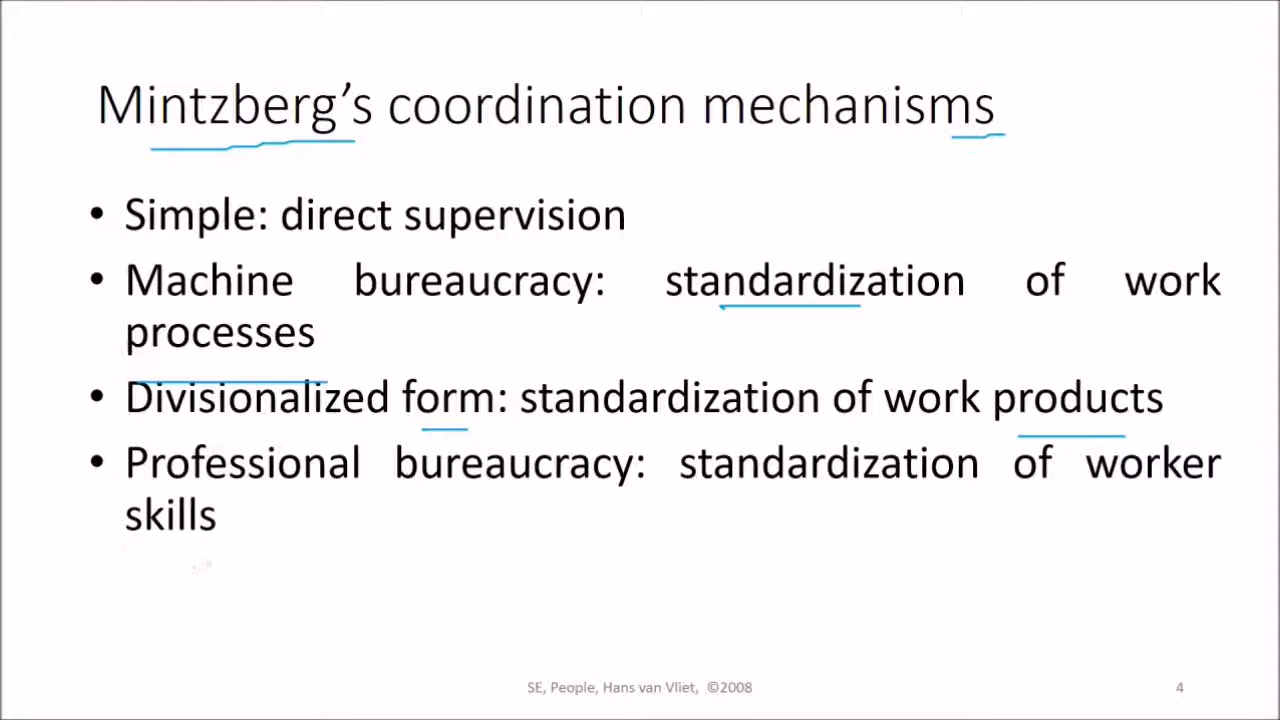 Mintzberg’s coordination mechanisms
• Simple: direct supervision
• Machine bureaucracy: standardization of work
processes
• Divisionalized form: standardization of work products
• Professional bureaucracy: standardization of worker
skills
SE, People, Hans van Vliet, ©2008
4